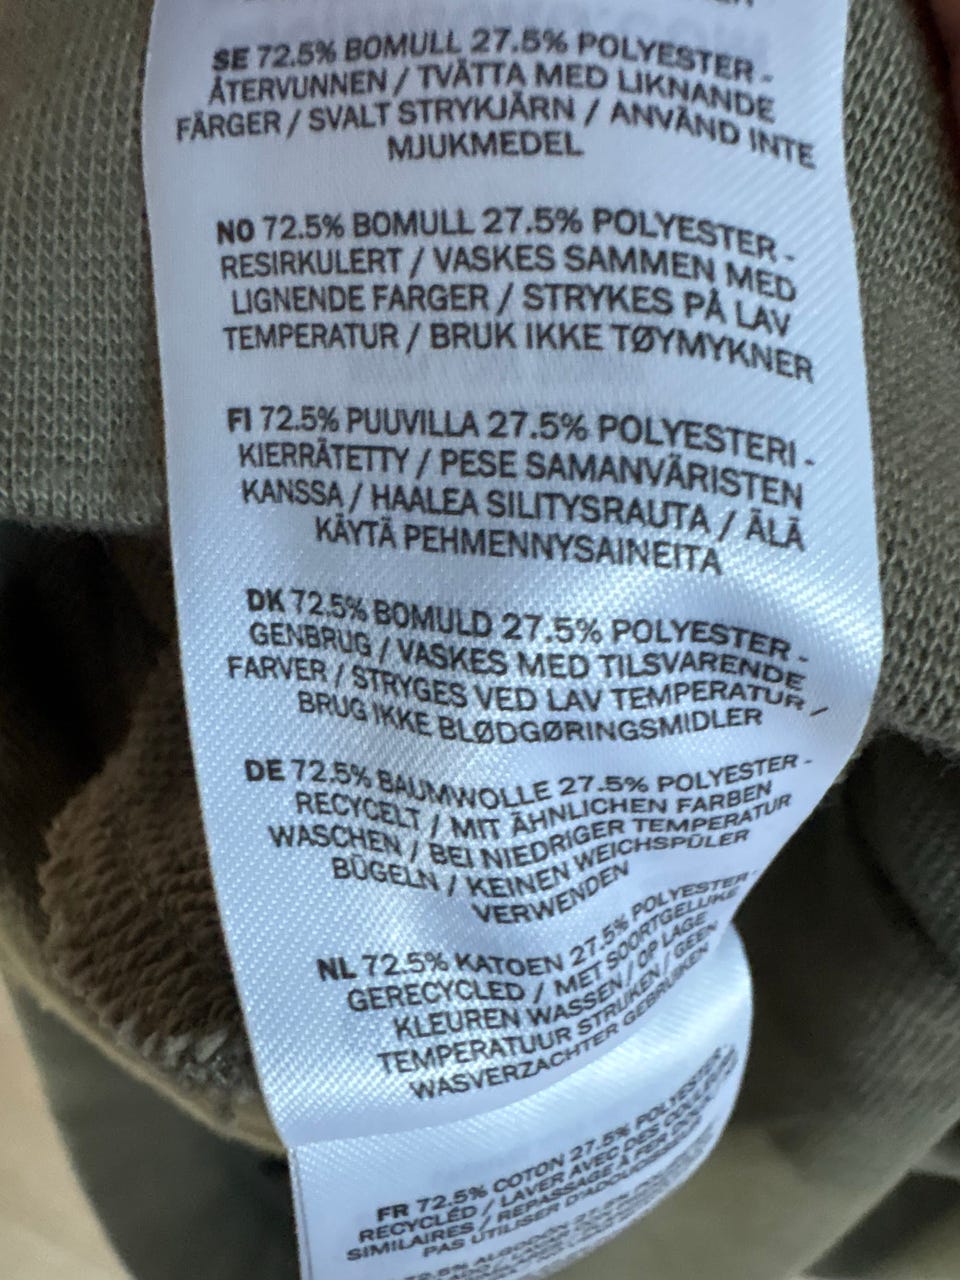 SE 72.5% BOMULL 27.5% POLYESTER -
ÅTERVUNNEN / TVÄTTA MED LIKNANDE
FÄRGER / SVALT STRYKJÄRN / ANVÄND INTE
MJUKMEDEL
NO 72.5% BOMULL 27.5% POLYESTER -
RESIRKULERT / VASKES SAMMEN MED
LIGNENDE FARGER / STRYKES PÅ LAV
TEMPERATUR / BRUK IKKE TØYMYKNER
FI 72.5% PUUVILLA 27.5% POLYESTERI -
KIERRÄTETTY / PESE SAMANVÄRISTEN
KANSSA / HAALEA SILITYSRAUTA / ÄLÄ
KÄYTÄ PEHMENNYSAINEITA
DK 72.5% BOMULD 27.5% POLYESTER -
GENBRUG / VASKES MED TILSVARENDE
FARVER / STRYGES VED LAV TEMPERATUR /
BRUG IKKE BLØDGØRINGSMIDLER
DE 72.5% BAUMWOLLE 27.5% POLYESTER -
RECYCELT / MIT ÄHNLICHEN FARBEN
WASCHEN / BEI NIEDRIGER TEMPERATUR
BÜGELN / KEINEN WEICHSPÜLER
VERWENDEN
NL 72.5% KATOEN 27.5% POLYESTER -
GERECYCLED / MET SOORTGELIJKE
KLEUREN WASSEN / OP LAGE
TEMPERATUUR STRIJKEN / GEEN
WASVERZACHTER GEBRUIKEN
FR 72.5% COTON 27.5% POLYESTER -
RECYCLÉD / LAVER AVEC DES COULEURS
SIMILAIRES / REPASSAGE À FER DOUX
PAS UTILISER D'ADOUCISSANT
72.5% ALGODÓN